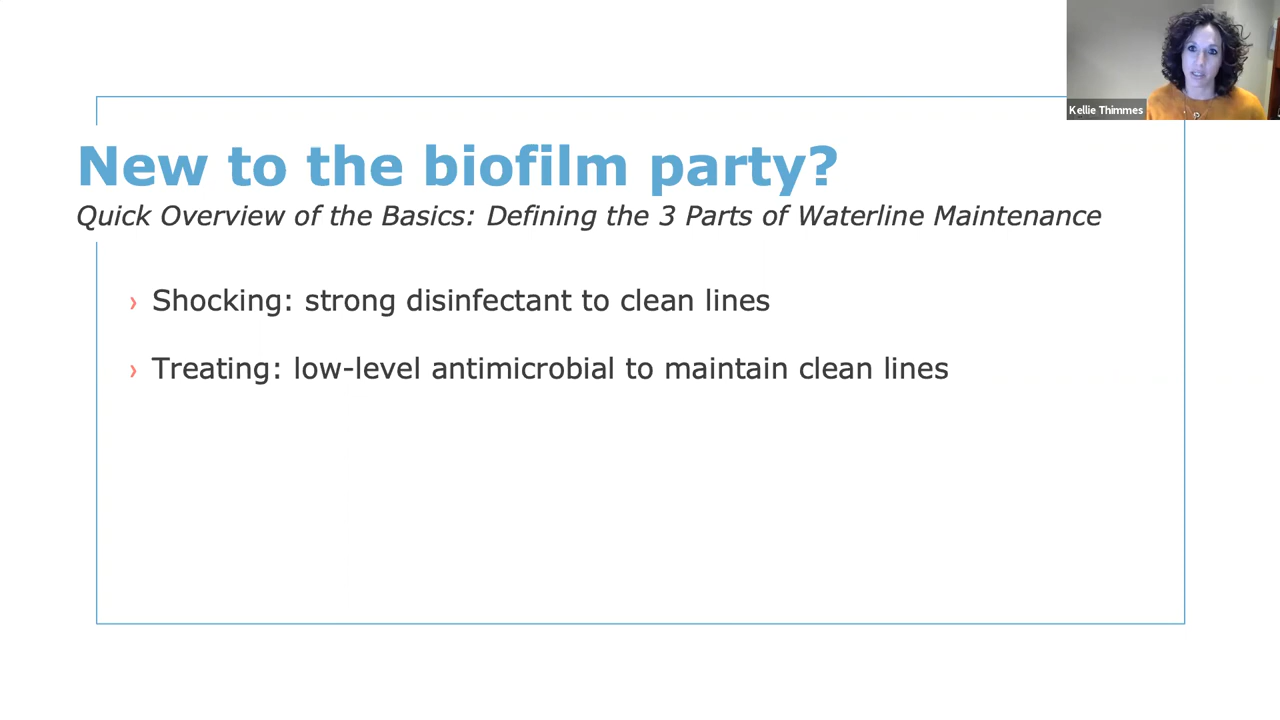 Kellie Thimmes
New to the biofilm party?
Quick Overview of the Basics: Defining the 3 Parts of Waterline Maintenance
› Shocking: strong disinfectant to clean lines
› Treating: low-level antimicrobial to maintain clean lines